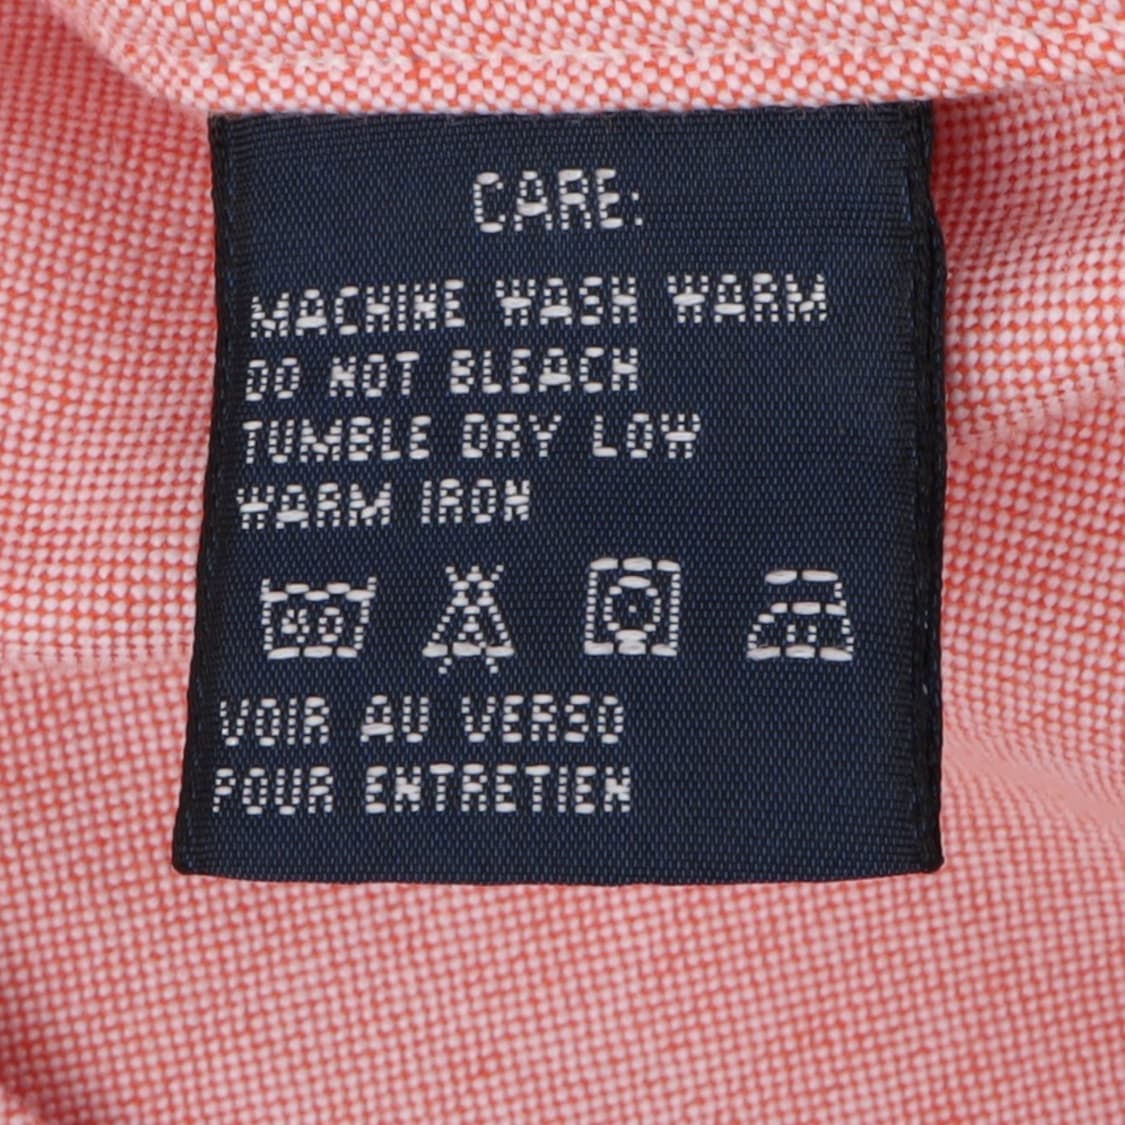 CARE:
MACHINE WASH WARM
DO NOT BLEACH
TUMBLE DRY LOW
WARM IRON
40
VOIR AU VERSO
POUR ENTRETIEN